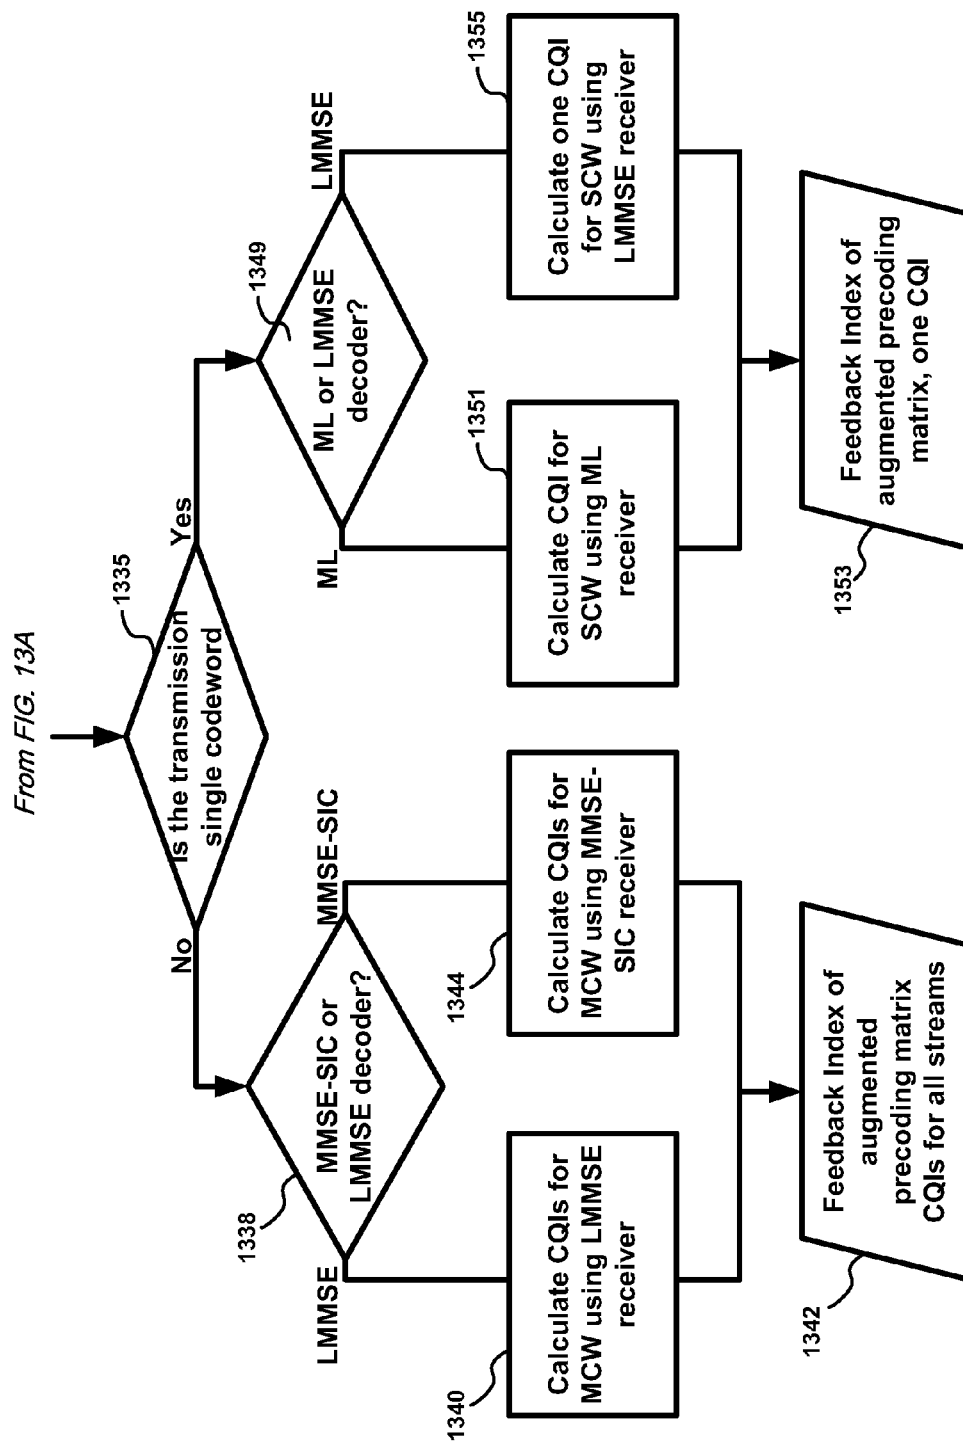 From FIG. 13A
1335
Is the transmission
single codeword
No
Yes
1338
MMSE-SIC or
LMMSE decoder?
LMMSE
MMSE-SIC
1349
ML or LMMSE
decoder?
ML
LMMSE
1340
Calculate CQIs for
MCW using LMMSE
receiver
1344
Calculate CQIs for
MCW using MMSE-
SIC receiver
1351
Calculate CQI for
SCW using ML
receiver
1355
Calculate one CQI
for SCW using
LMMSE receiver
1342
Feedback Index of
augmented
precoding matrix
CQIs for all streams
1353
Feedback Index of
augmented precoding
matrix, one CQI